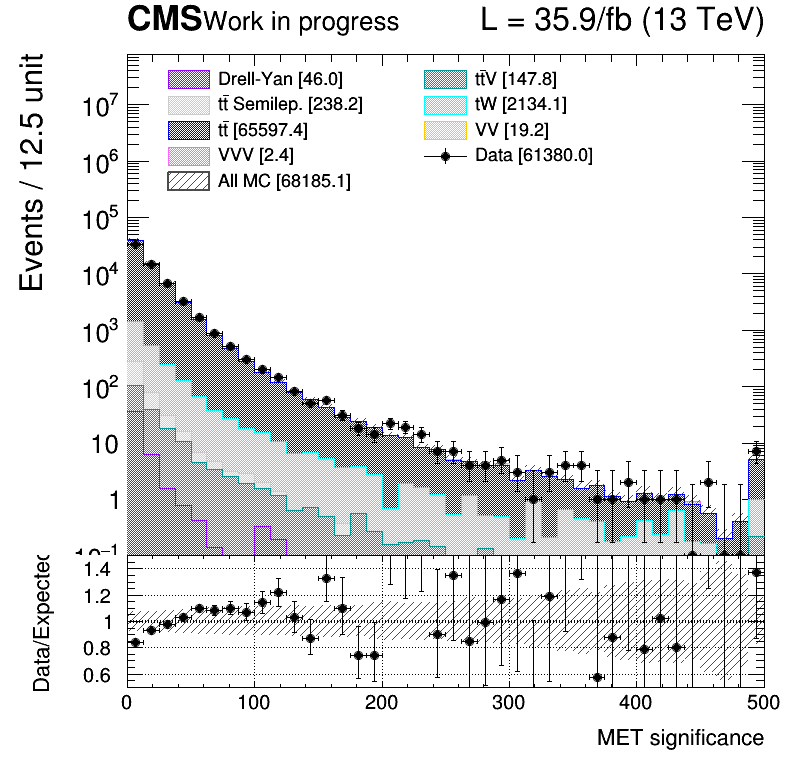 CMS Work in progress L = 35.9/fb (13 TeV)
Events / 12.5 unit
Drell-Yan [46.0] tt̄V [147.8]
tt̄ Semilep. [238.2] tW [2134.1]
tt̄ [65597.4] VV [19.2]
VVV [2.4] Data [61380.0]
All MC [68185.1]
10⁷
10⁶
10⁵
10⁴
10³
10²
10
1
10⁻¹
Data/Expected
1.4
1.2
1
0.8
0.6
0 100 200 300 400 500
MET significance